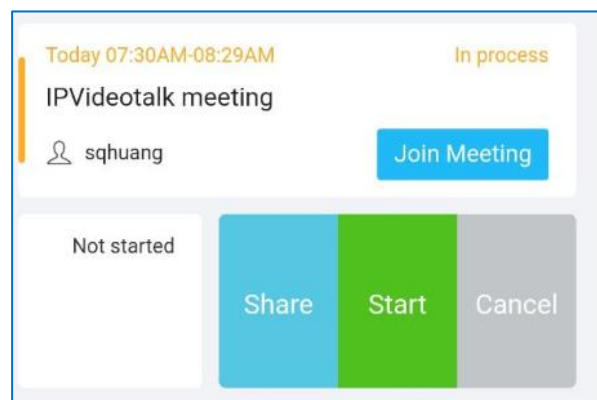 Today 07:30AM-08:29AM In process
IPVideotalk meeting
sqhuang Join Meeting
Not started
Share Start Cancel